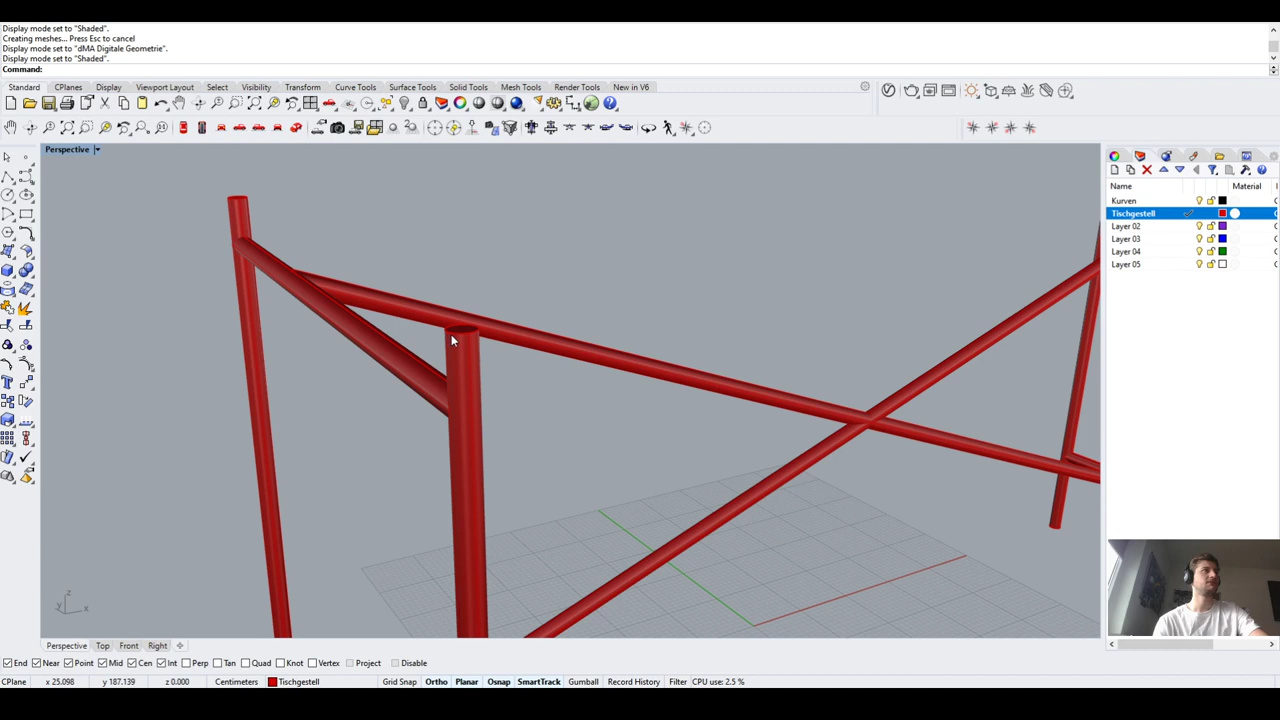 Display mode set to "Shaded".
Creating meshes... Press Esc to cancel
Display mode set to "dMA Digitale Geometrie".
Display mode set to "Shaded".
Command:
Standard CPlanes Display Viewport Layout Select Visibility Transform Curve Tools Surface Tools Solid Tools Mesh Tools Render Tools New in V6
Perspective
Name Material
Kurven
Tischgestell
Layer 02
Layer 03
Layer 04
Layer 05
z
y x
Perspective Top Front Right
End Near Point Mid Cen Int Perp Tan Quad Knot Vertex Project Disable
CPlane x 25.098 y 187.139 z 0.000 Centimeters Tischgestell Grid Snap Ortho Planar Osnap SmartTrack Gumball Record History Filter CPU use: 2.5 %